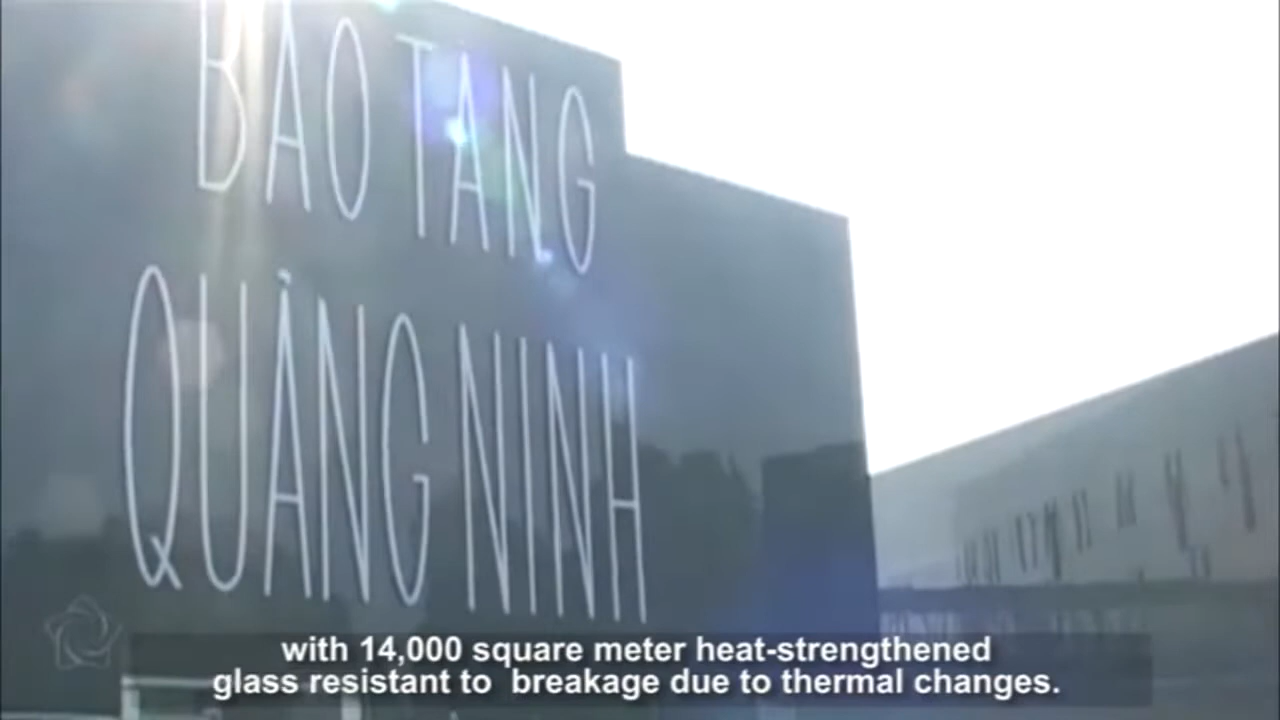 BẢO TÀNG
QUẢNG NINH
with 14,000 square meter heat-strengthened
glass resistant to  breakage due to thermal changes.